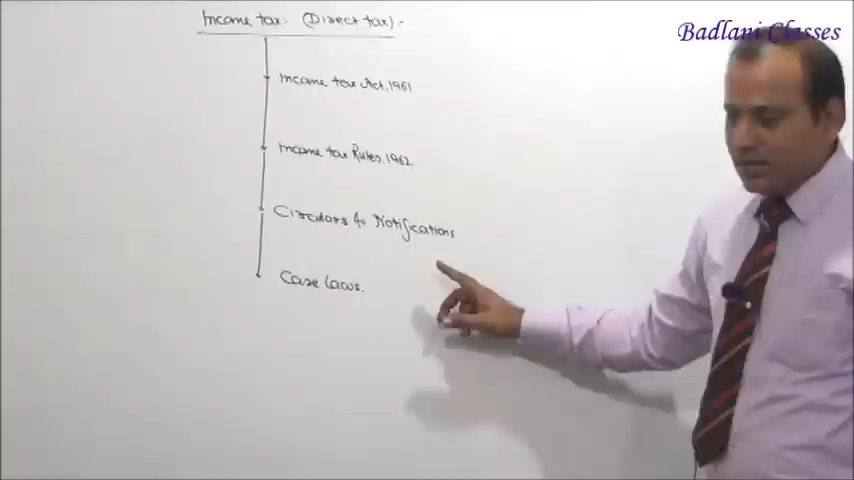 Income tax: (Direct tax):-
Badlani Classes
Income tax Act, 1961
Income tax Rules, 1962
Circulars & Notifications
Case laws.